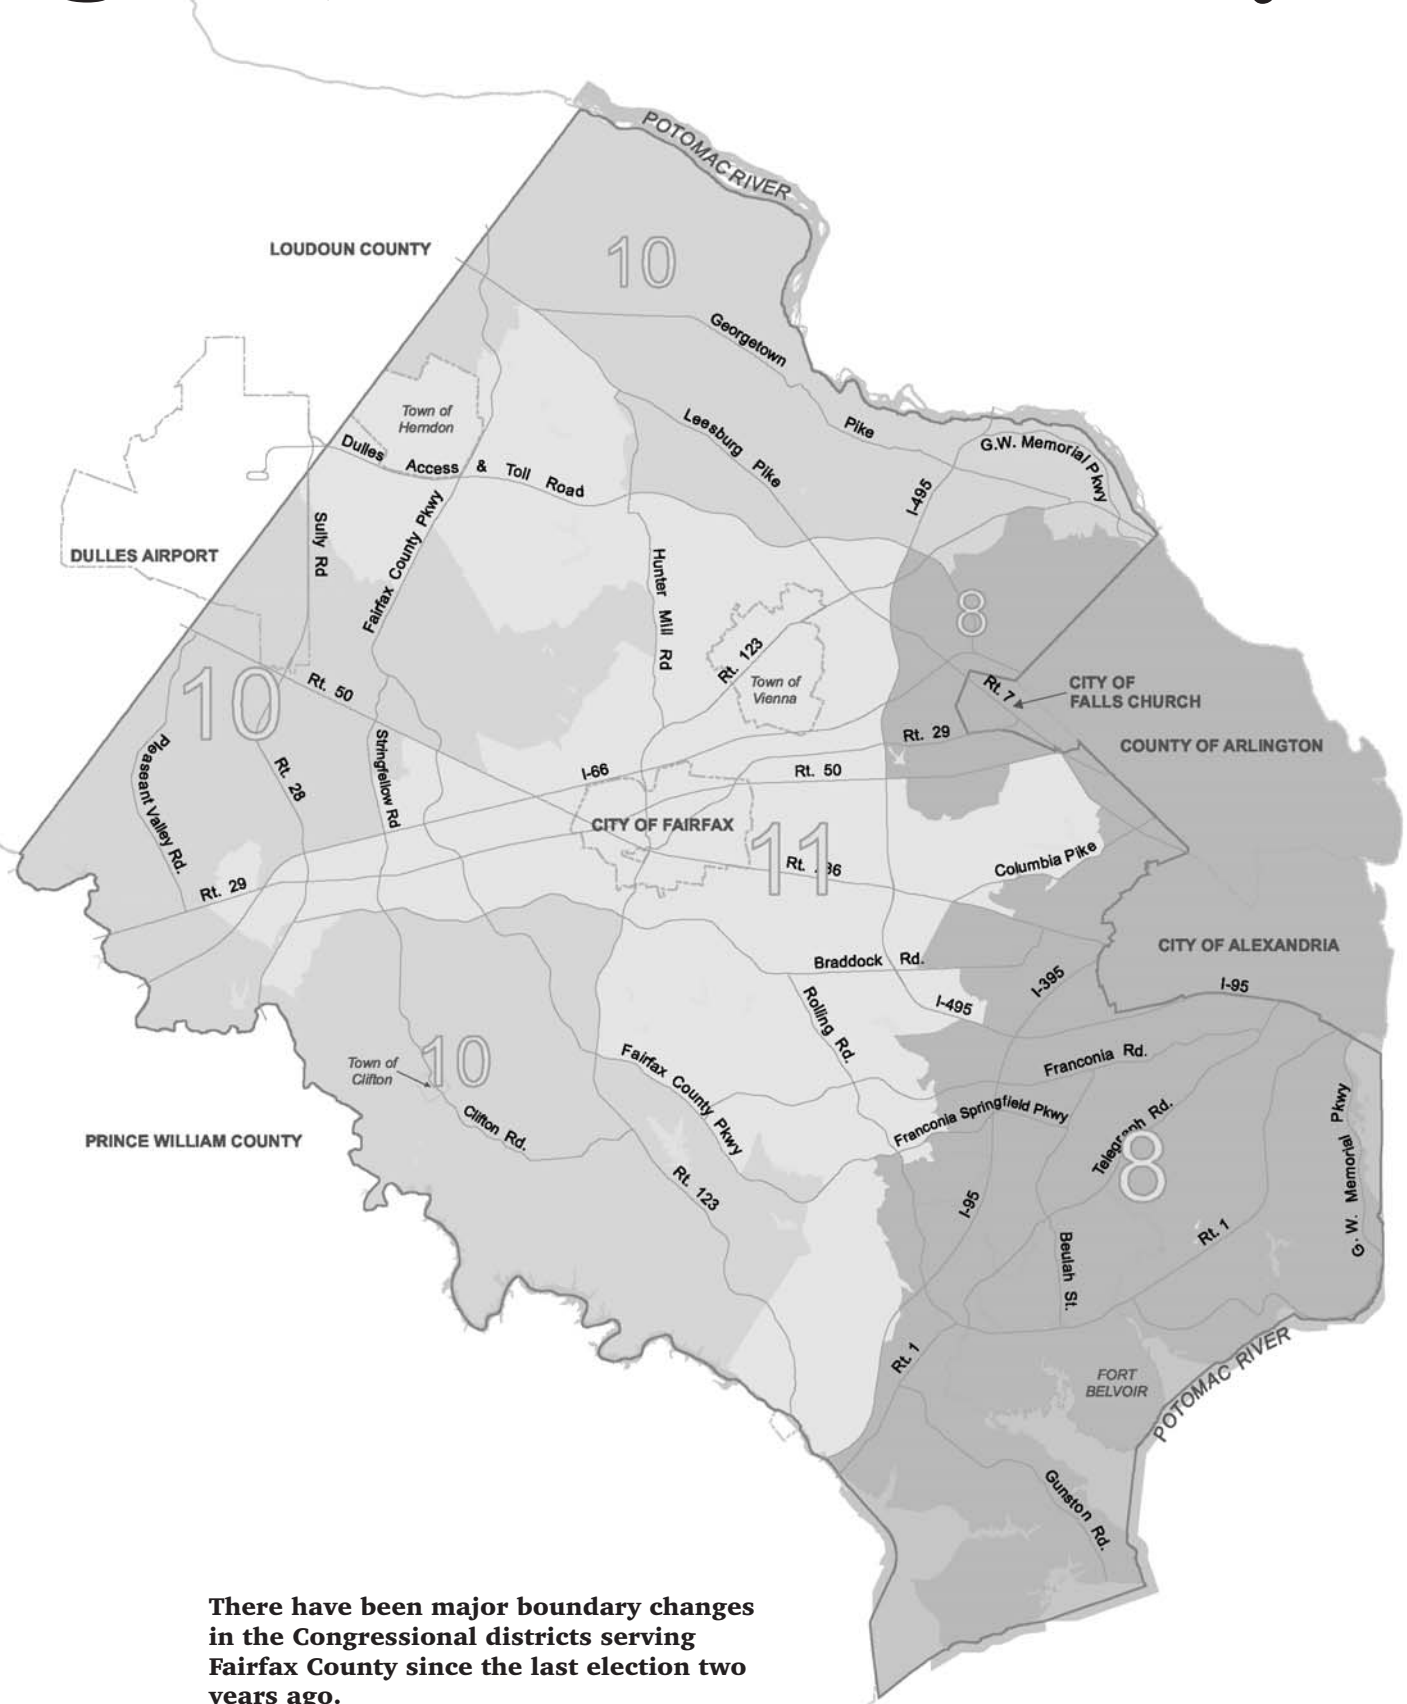 POTOMAC RIVER
LOUDOUN COUNTY
10
Georgetown
Pike
Leesburg Pike
G.W. Memorial Pkwy
Town of
Herndon
Dulles Access & Toll Road
I-495
Sully Rd
Fairfax County Pkwy
DULLES AIRPORT
Hunter Mill Rd
8
Rt. 123
Town of
Vienna
Rt. 7
CITY OF
FALLS CHURCH
10
Rt. 50
Rt. 29
COUNTY OF ARLINGTON
Pleaseant Valley Rd.
Rt. 28
Stringfellow Rd
I-66
Rt. 50
CITY OF FAIRFAX
11
Columbia Pike
Rt. 29
CITY OF ALEXANDRIA
Braddock Rd.
I-395
I-95
Rolling Rd.
I-495
Town of
Clifton
10
Fairfax County Pkwy
Franconia Rd.
Clifton Rd.
Franconia Springfield Pkwy
Telegraph Rd.
8
G. W. Memorial Pkwy
PRINCE WILLIAM COUNTY
Rt. 123
I-95
Beulah St.
Rt. 1
Rt. 1
FORT
BELVOIR
POTOMAC RIVER
Gunston Rd.
There have been major boundary changes
in the Congressional districts serving
Fairfax County since the last election two
years ago.